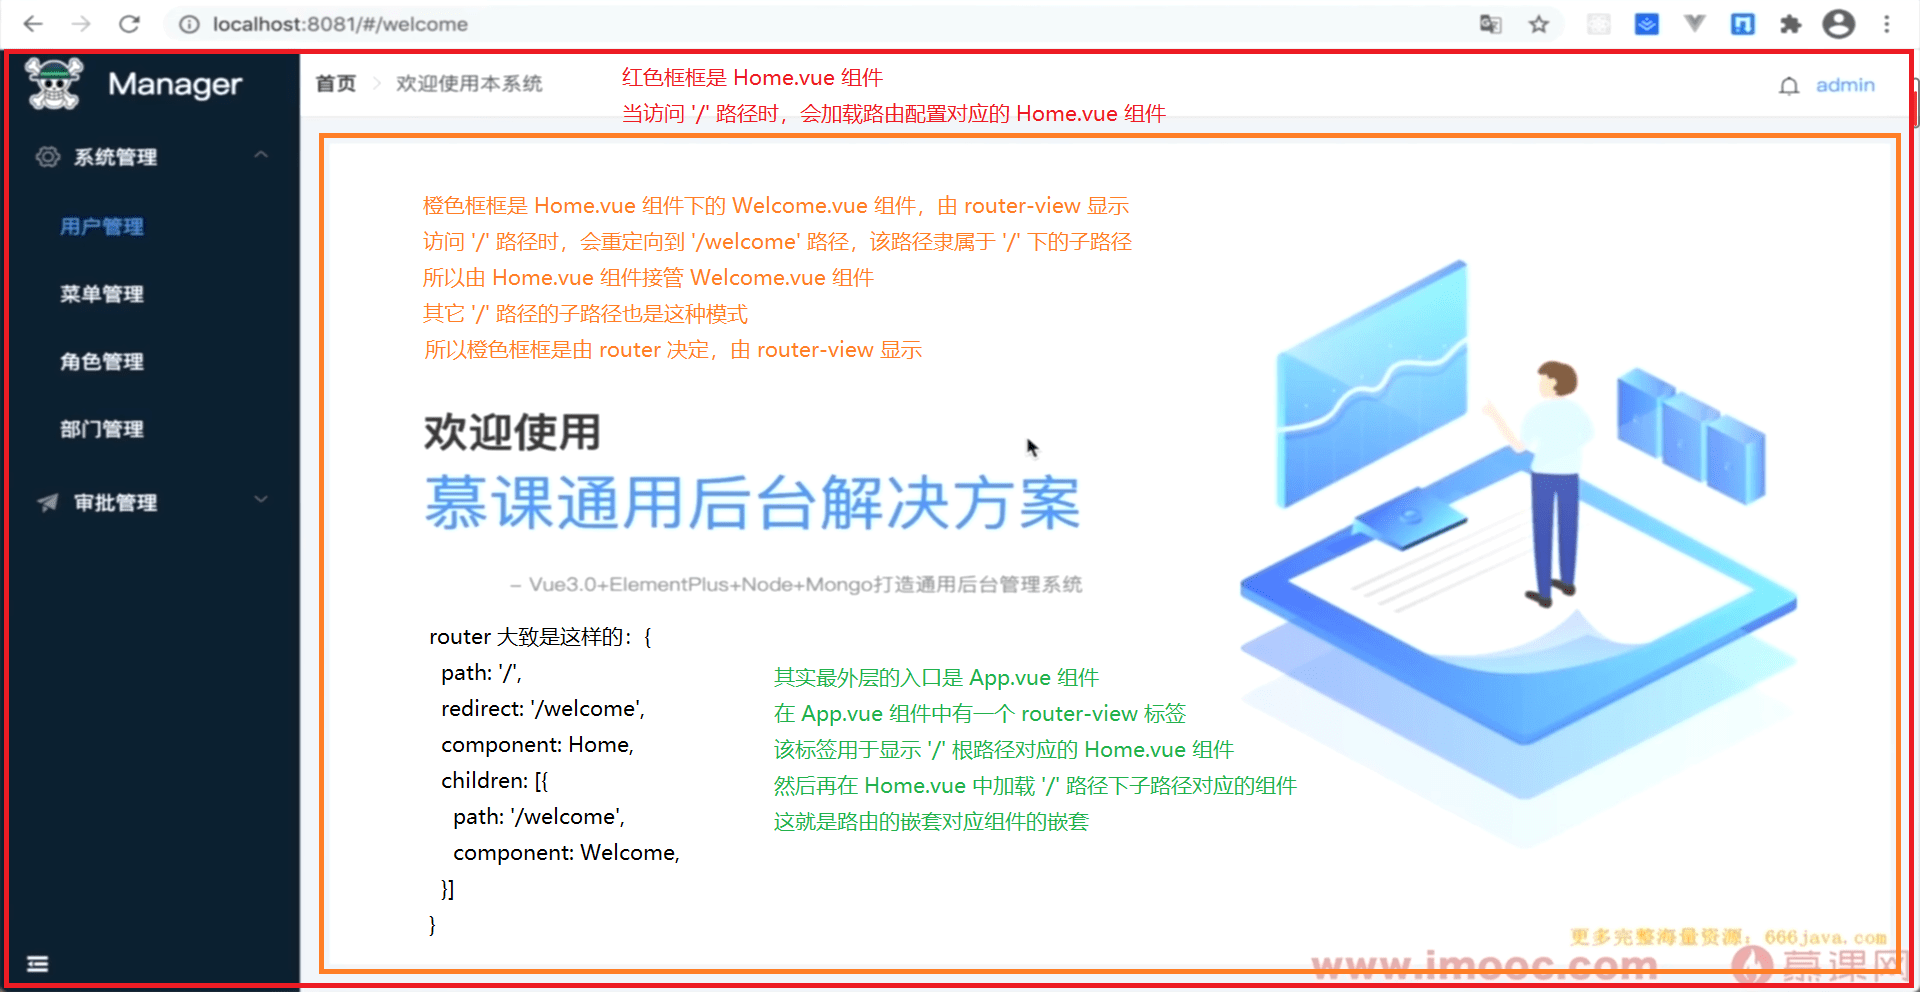 localhost:8081/#/welcome
Manager
首页 > 欢迎使用本系统
红色框框是 Home.vue 组件
当访问 '/' 路径时，会加载路由配置对应的 Home.vue 组件
admin
系统管理
用户管理
菜单管理
角色管理
部门管理
审批管理
橙色框框是 Home.vue 组件下的 Welcome.vue 组件，由 router-view 显示
访问 '/' 路径时，会重定向到 '/welcome' 路径，该路径隶属于 '/' 下的子路径
所以由 Home.vue 组件接管 Welcome.vue 组件
其它 '/' 路径的子路径也是这种模式
所以橙色框框是由 router 决定，由 router-view 显示
欢迎使用
慕课通用后台解决方案
– Vue3.0+ElementPlus+Node+Mongo打造通用后台管理系统
router 大致是这样的：{
path: '/',
redirect: '/welcome',
component: Home,
children: [{
path: '/welcome',
component: Welcome,
}]
}
其实最外层的入口是 App.vue 组件
在 App.vue 组件中有一个 router-view 标签
该标签用于显示 '/' 根路径对应的 Home.vue 组件
然后再在 Home.vue 中加载 '/' 路径下子路径对应的组件
这就是路由的嵌套对应组件的嵌套
更多完整海量资源：666java.com
www.imooc.com 慕课网